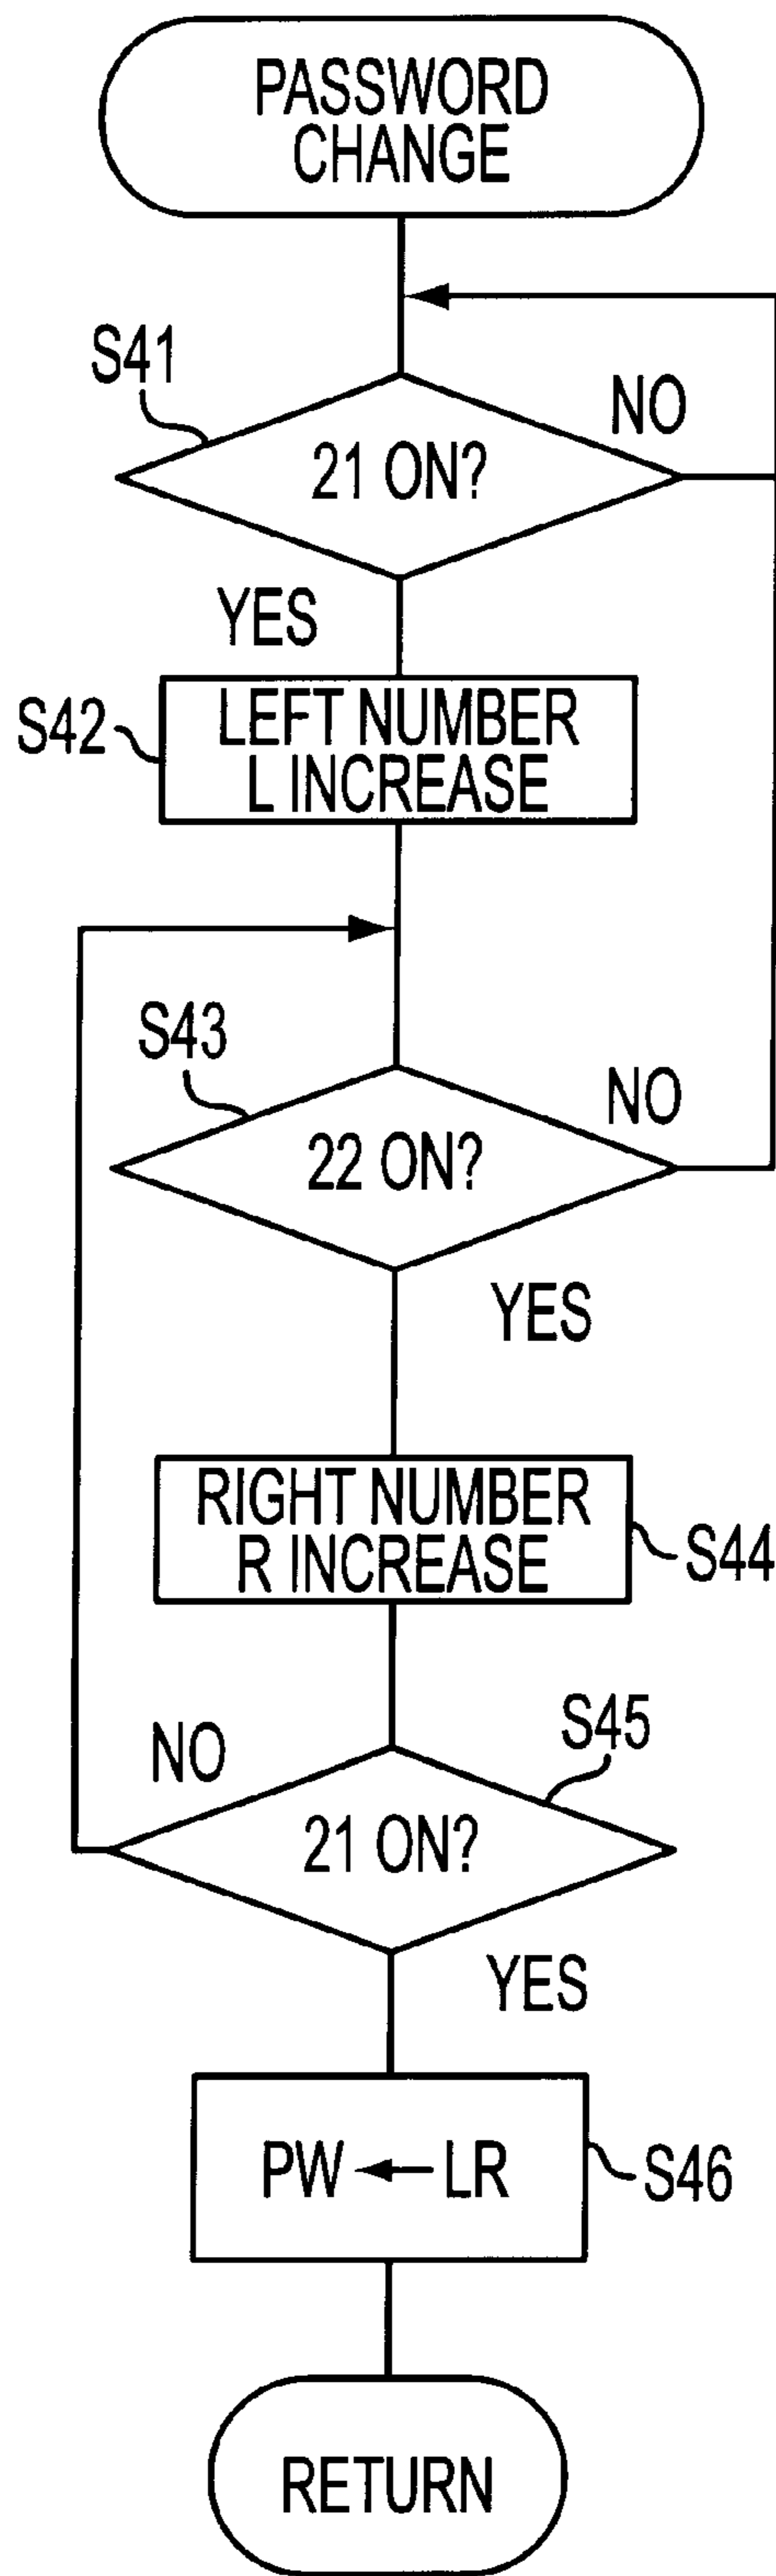 PASSWORD
CHANGE
S41
NO
21 ON?
YES
S42
LEFT NUMBER
L INCREASE
S43
NO
22 ON?
YES
RIGHT NUMBER
R INCREASE
S44
NO
S45
21 ON?
YES
PW ← LR
S46
RETURN